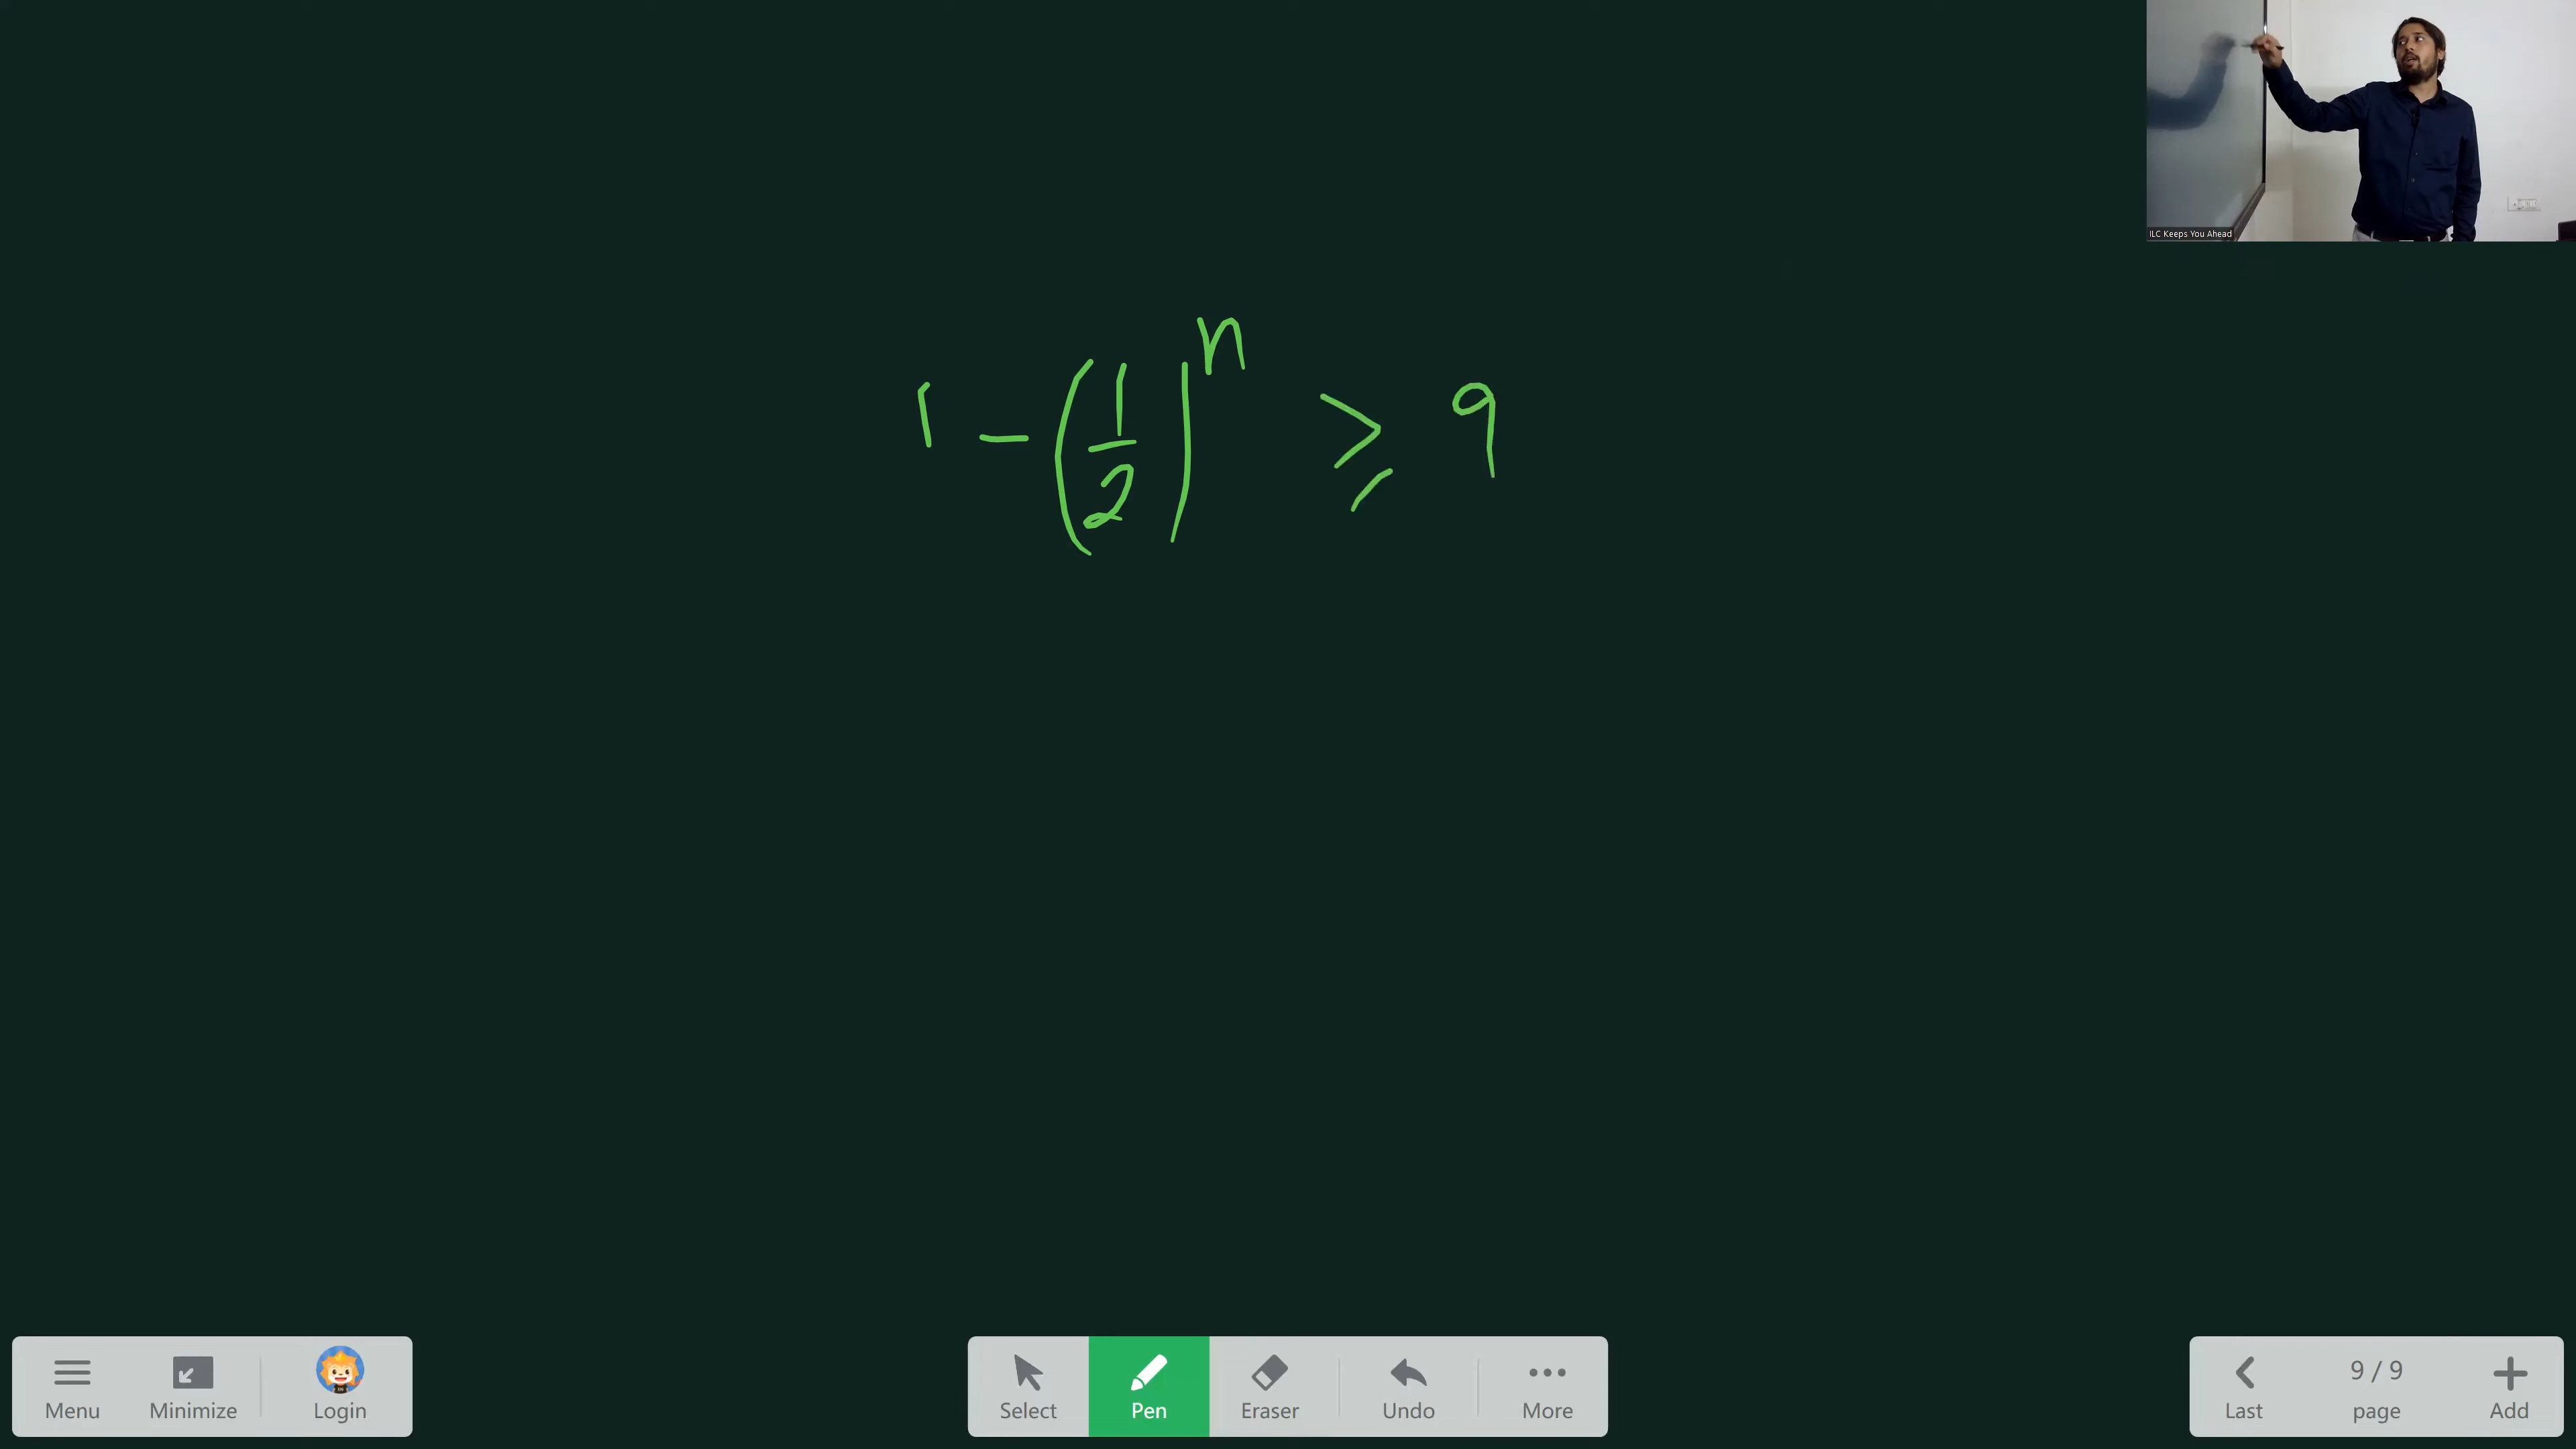 ILC Keeps You Ahead
1 - (1/2)^n ≥ 9
Menu
Minimize
Login
Select
Pen
Eraser
Undo
More
Last
9 / 9
page
Add